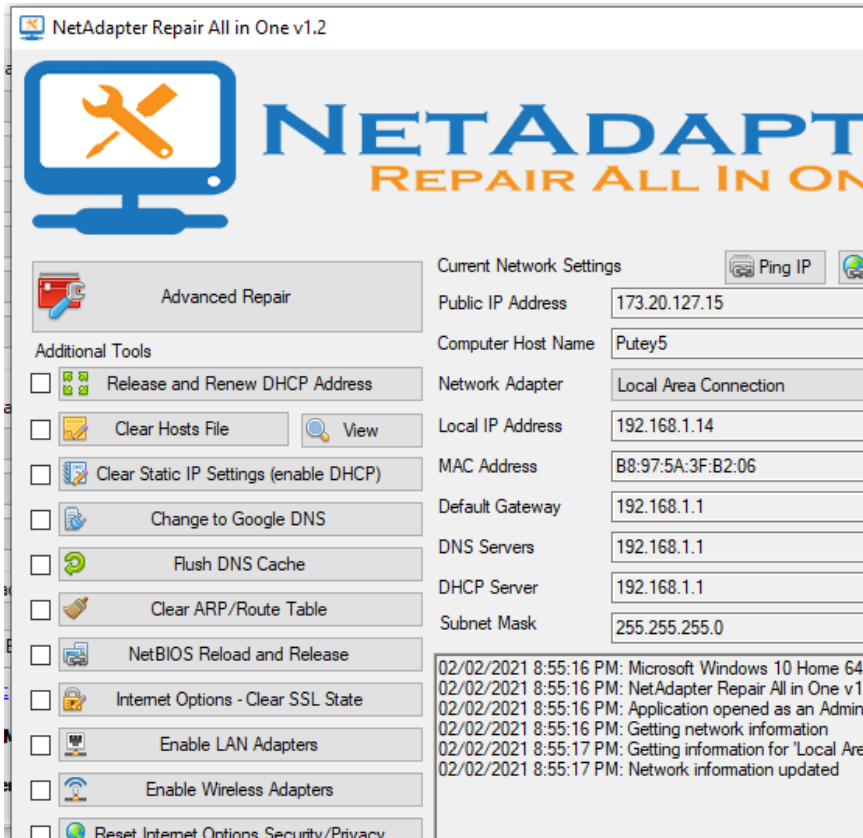 NetAdapter Repair All in One v1.2
NETADAPT
REPAIR ALL IN ON
Advanced Repair
Additional Tools
Release and Renew DHCP Address
Clear Hosts File
View
Clear Static IP Settings (enable DHCP)
Change to Google DNS
Flush DNS Cache
Clear ARP/Route Table
NetBIOS Reload and Release
Internet Options - Clear SSL State
Enable LAN Adapters
Enable Wireless Adapters
Reset Internet Options Security/Privacy
Current Network Settings
Ping IP
Public IP Address 173.20.127.15
Computer Host Name Putey5
Network Adapter Local Area Connection
Local IP Address 192.168.1.14
MAC Address B8:97:5A:3F:B2:06
Default Gateway 192.168.1.1
DNS Servers 192.168.1.1
DHCP Server 192.168.1.1
Subnet Mask 255.255.255.0
02/02/2021 8:55:16 PM: Microsoft Windows 10 Home 64
02/02/2021 8:55:16 PM: NetAdapter Repair All in One v1
02/02/2021 8:55:16 PM: Application opened as an Admin
02/02/2021 8:55:16 PM: Getting network information
02/02/2021 8:55:17 PM: Getting information for 'Local Are
02/02/2021 8:55:17 PM: Network information updated